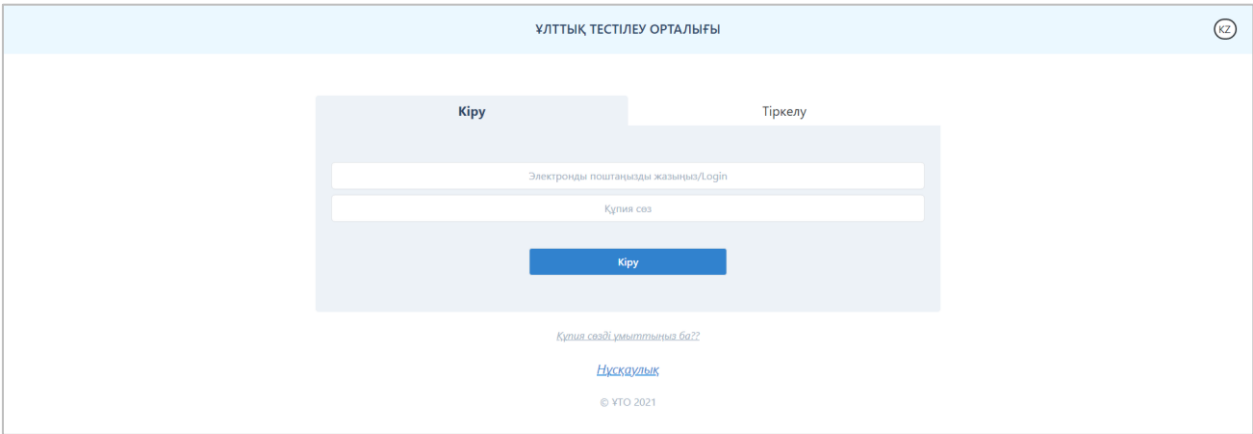 ҰЛТТЫҚ ТЕСТІЛЕУ ОРТАЛЫҒЫ
KZ
Кіру
Тіркелу
Электронды поштаңызды жазыңыз/Login
Құпия сөз
Кіру
Құпия сөзді ұмыттыңыз ба??
Нұсқаулық
© ҰТО 2021